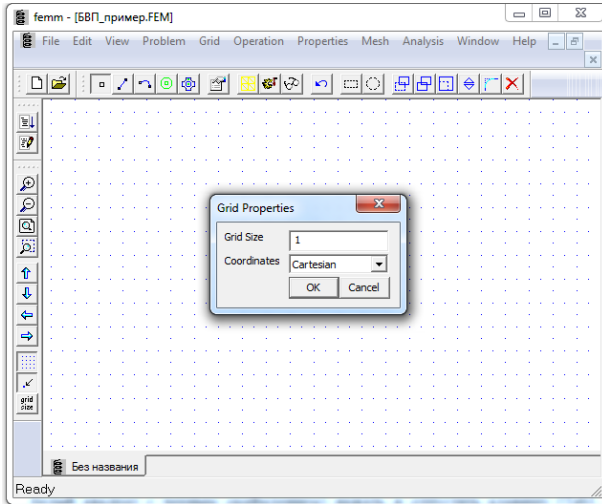 femm - [БВП_пример.FEM]
File Edit View Problem Grid Operation Properties Mesh Analysis Window Help
grid size
Grid Properties
Grid Size 1
Coordinates Cartesian
OK Cancel
Без названия
Ready